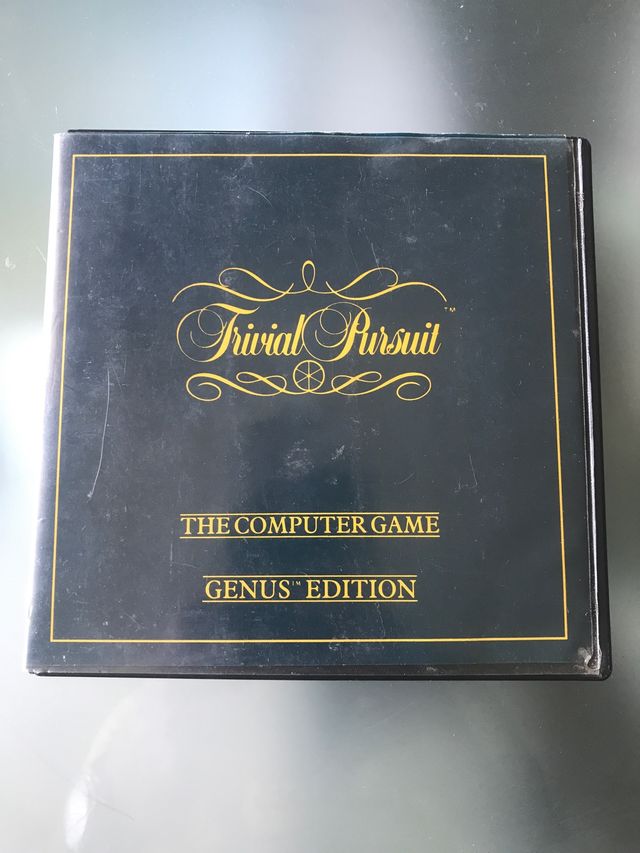 Trivial Pursuit™
THE COMPUTER GAME
GENUS™ EDITION